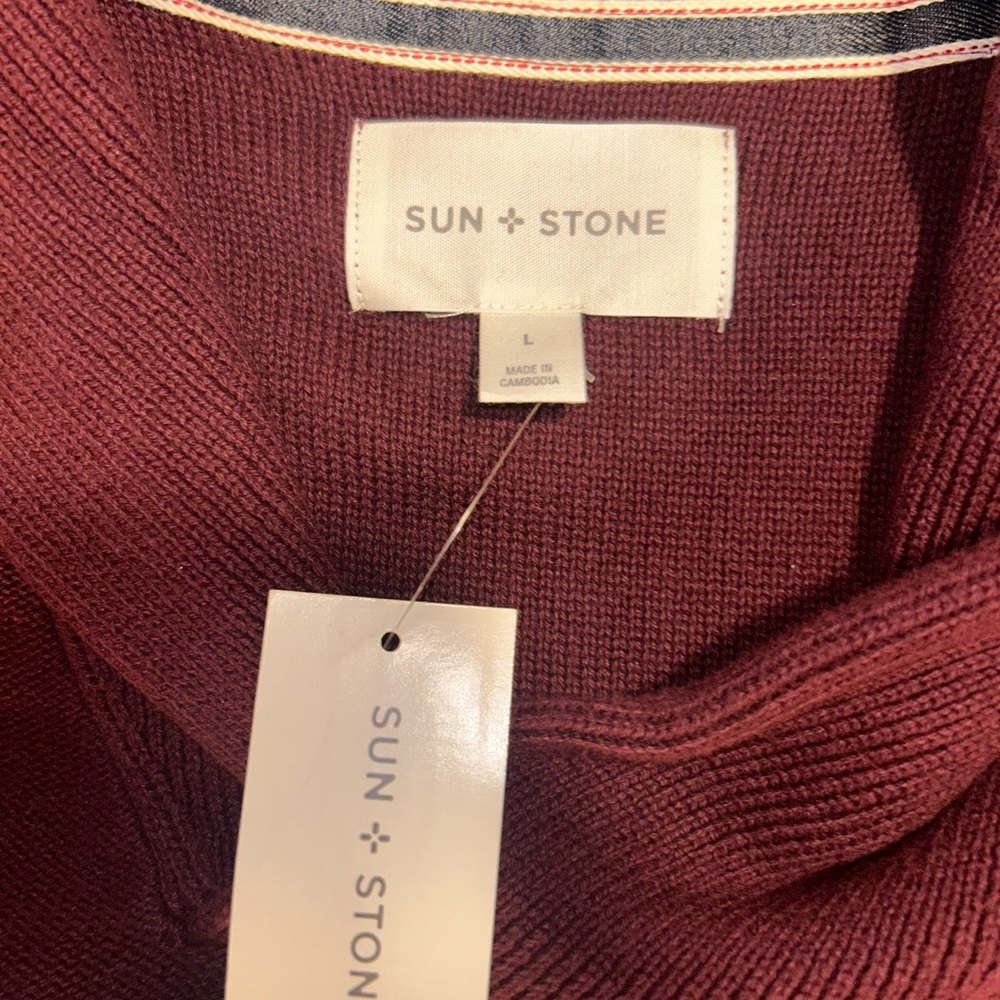 SUN + STONE
L
MADE IN
CAMBODIA
SUN + STON